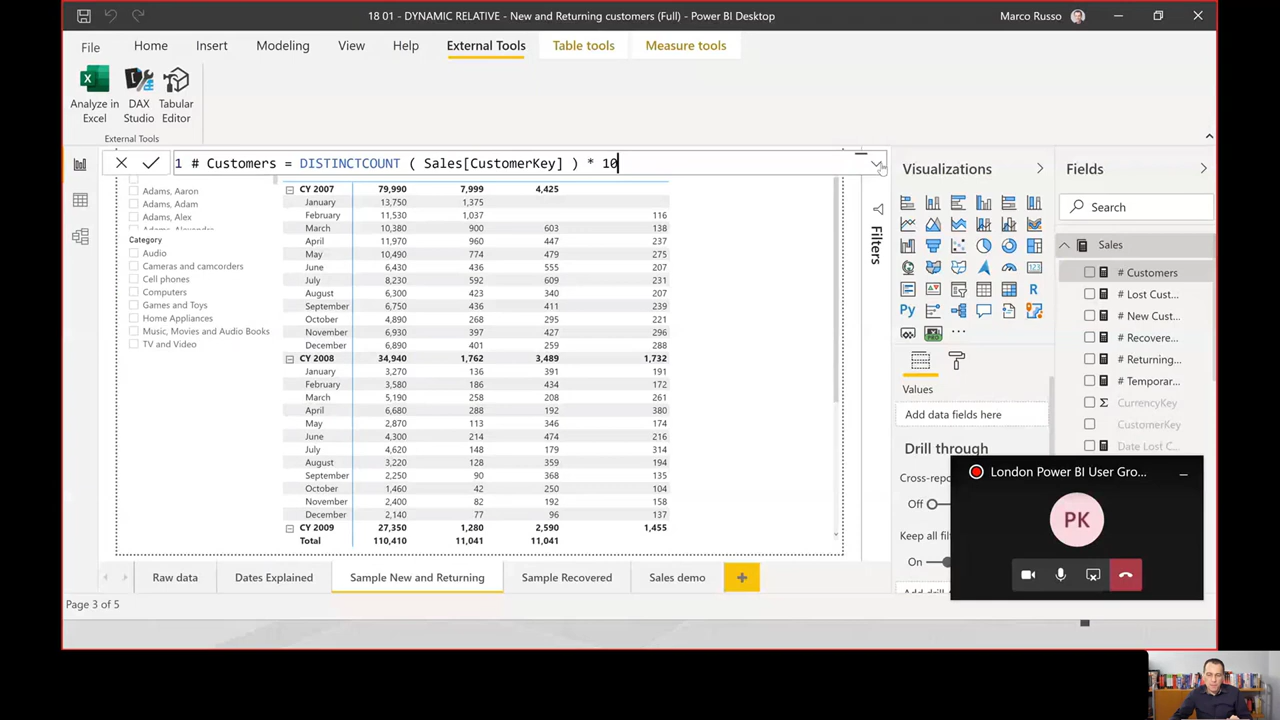 18 01 - DYNAMIC RELATIVE - New and Returning customers (Full) - Power BI Desktop
Marco Russo
File Home Insert Modeling View Help External Tools Table tools Measure tools
Analyze in Excel
DAX Studio
Tabular Editor
External Tools
1 # Customers = DISTINCTCOUNT ( Sales[CustomerKey] ) * 10
Adams, Aaron
Adams, Adam
Adams, Alex
Category
Audio
Cameras and camcorders
Cell phones
Computers
Games and Toys
Home Appliances
Music, Movies and Audio Books
TV and Video
CY 2007 79,990 7,999 4,425
January 13,750 1,375
February 11,530 1,037 116
March 10,380 900 603 138
April 11,970 960 447 237
May 10,490 774 479 275
June 6,430 436 555 207
July 8,230 592 609 231
August 6,300 423 340 207
September 6,750 436 411 239
October 4,890 268 295 221
November 6,930 397 427 296
December 6,890 401 259 288
CY 2008 34,940 1,762 3,489 1,732
January 3,270 136 391 191
February 3,580 186 434 172
March 5,190 258 208 261
April 6,680 288 192 380
May 2,870 113 346 174
June 4,300 214 474 216
July 4,620 148 179 314
August 3,220 128 359 194
September 2,250 90 368 135
October 1,460 42 250 104
November 2,400 82 192 158
December 2,140 77 96 137
CY 2009 27,350 1,280 2,590 1,455
Total 110,410 11,041 11,041
Filters
Visualizations
R
Py
PRO
Values
Add data fields here
Drill through
Cross-repo
Off
Keep all filt
On
Fields
Search
Sales
# Customers
# Lost Cust...
# New Cust...
# Recovere...
# Returning...
# Temporar...
CurrencyKey
CustomerKey
Date Lost C...
London Power BI User Gro...
PK
Raw data Dates Explained Sample New and Returning Sample Recovered Sales demo
Page 3 of 5